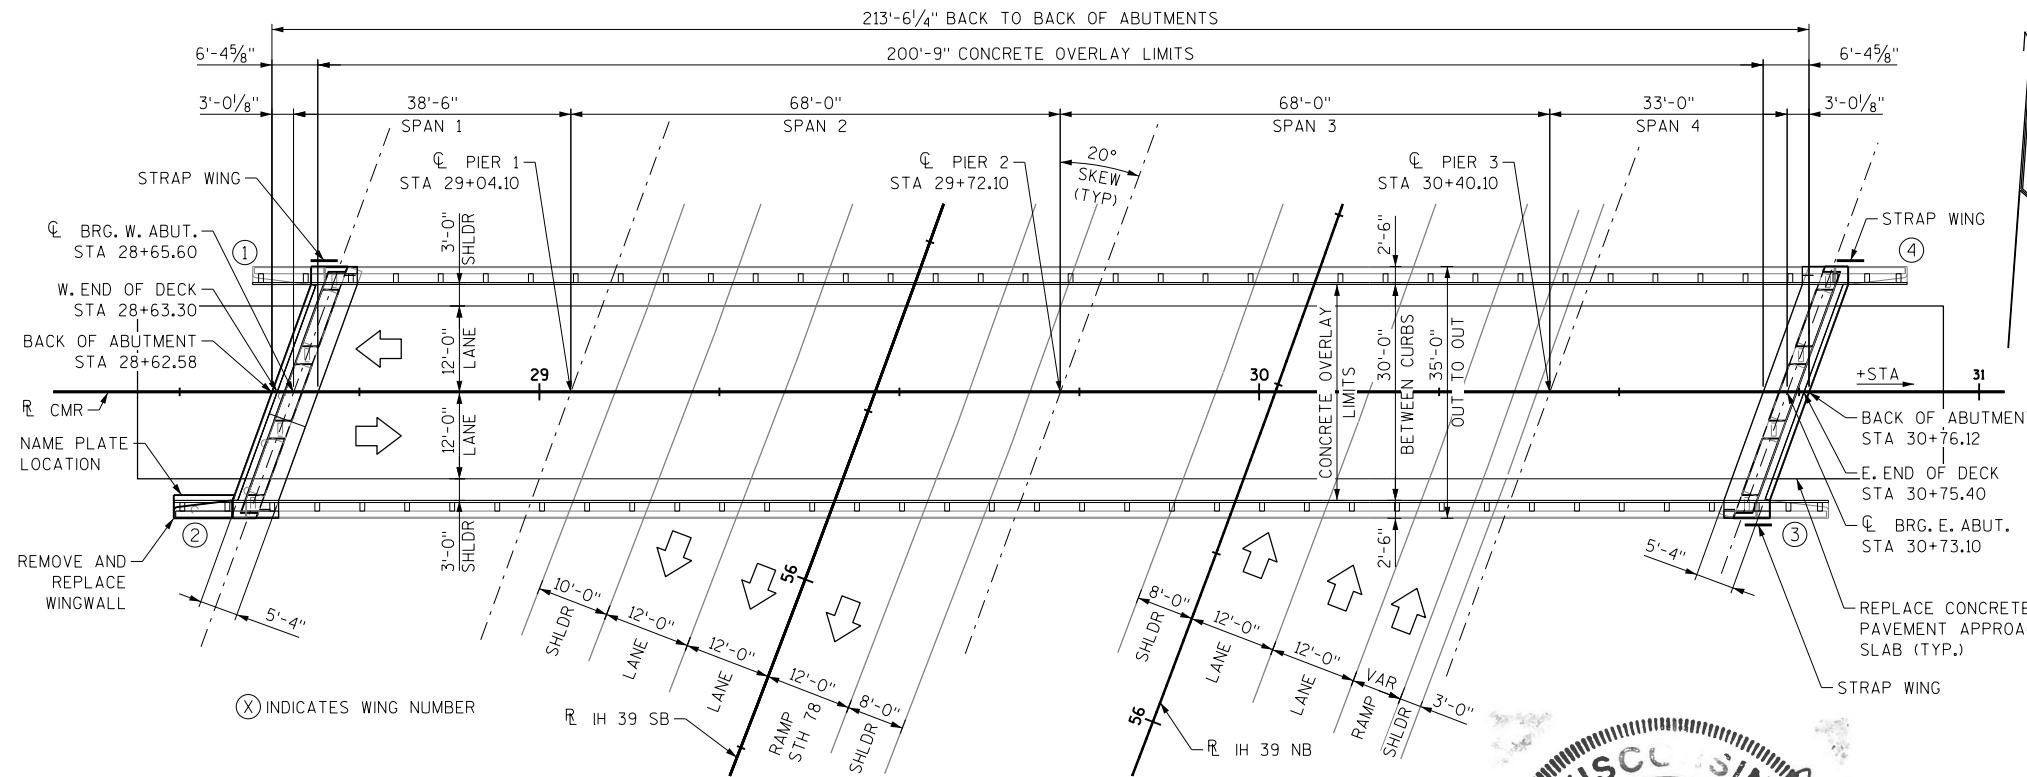 213'-6¼" BACK TO BACK OF ABUTMENTS
6'-4⅝"
200'-9" CONCRETE OVERLAY LIMITS
6'-4⅝"
3'-0⅛"
38'-6"
68'-0"
68'-0"
33'-0"
3'-0⅛"
SPAN 1
SPAN 2
SPAN 3
SPAN 4
℄ PIER 1
STA 29+04.10
℄ PIER 2
STA 29+72.10
20°
SKEW
(TYP)
℄ PIER 3
STA 30+40.10
STRAP WING
STRAP WING
℄ BRG. W. ABUT.
STA 28+65.60
1
4
3'-0"
SHLDR
2'-6"
W. END OF DECK
STA 28+63.30
BACK OF ABUTMENT
STA 28+62.58
12'-0"
LANE
CONCRETE OVERLAY
LIMITS
30'-0"
BETWEEN CURBS
35'-0"
OUT TO OUT
29
30
31
+STA
℞ CMR
NAME PLATE
LOCATION
12'-0"
LANE
BACK OF ABUTMENT
STA 30+76.12
E. END OF DECK
STA 30+75.40
℄ BRG. E. ABUT.
STA 30+73.10
2
3
3'-0"
SHLDR
2'-6"
REMOVE AND
REPLACE
WINGWALL
5'-4"
5'-4"
56
10'-0"
SHLDR
12'-0"
LANE
12'-0"
LANE
12'-0"
RAMP
STH 78
8'-0"
SHLDR
8'-0"
SHLDR
12'-0"
LANE
12'-0"
LANE
VAR
RAMP
3'-0"
SHLDR
56
REPLACE CONCRETE
PAVEMENT
SLAB (TYP.)
STRAP WING
X INDICATES WING NUMBER
℞ IH 39 SB
℞ IH 39 NB